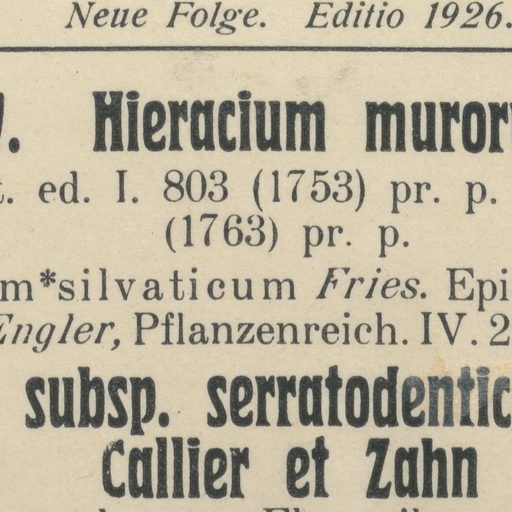 Neue Folge. Editio 1926.
Hieracium
ed. I. 803 (1753) pr. p.
(1763) pr. p.
m*silvaticum Fries. Epi
Engler, Pflanzenreich. IV. 2
subsp. serratodentic
Callier et Zahn